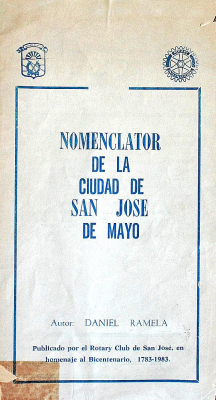 NOMENCLATOR
DE LA
CIUDAD DE
SAN JOSE
DE MAYO
Autor: DANIEL RAMELA
Publicado por el Rotary Club de San José, en
homenaje al Bicentenario, 1783-1983.